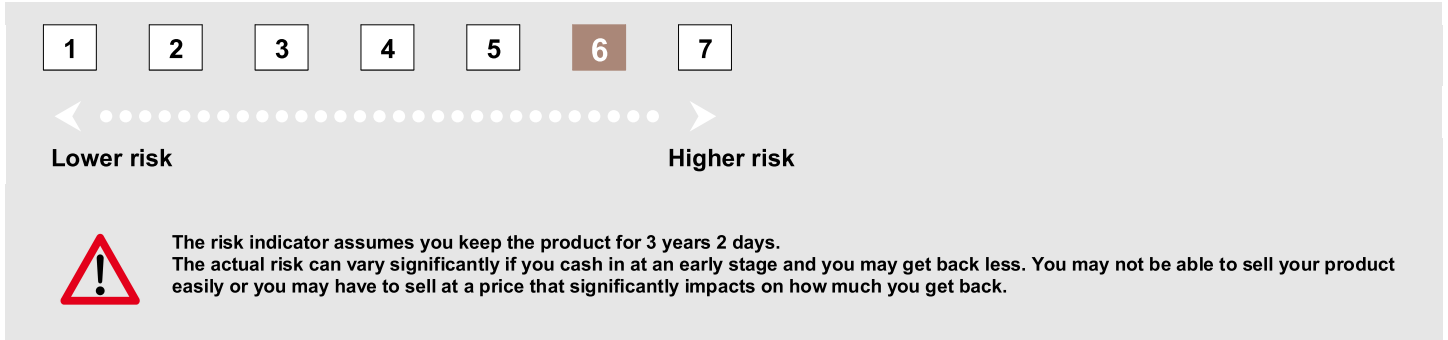 1 2 3 4 5 6 7
Lower risk Higher risk
The risk indicator assumes you keep the product for 3 years 2 days.
The actual risk can vary significantly if you cash in at an early stage and you may get back less. You may not be able to sell your product
easily or you may have to sell at a price that significantly impacts on how much you get back.